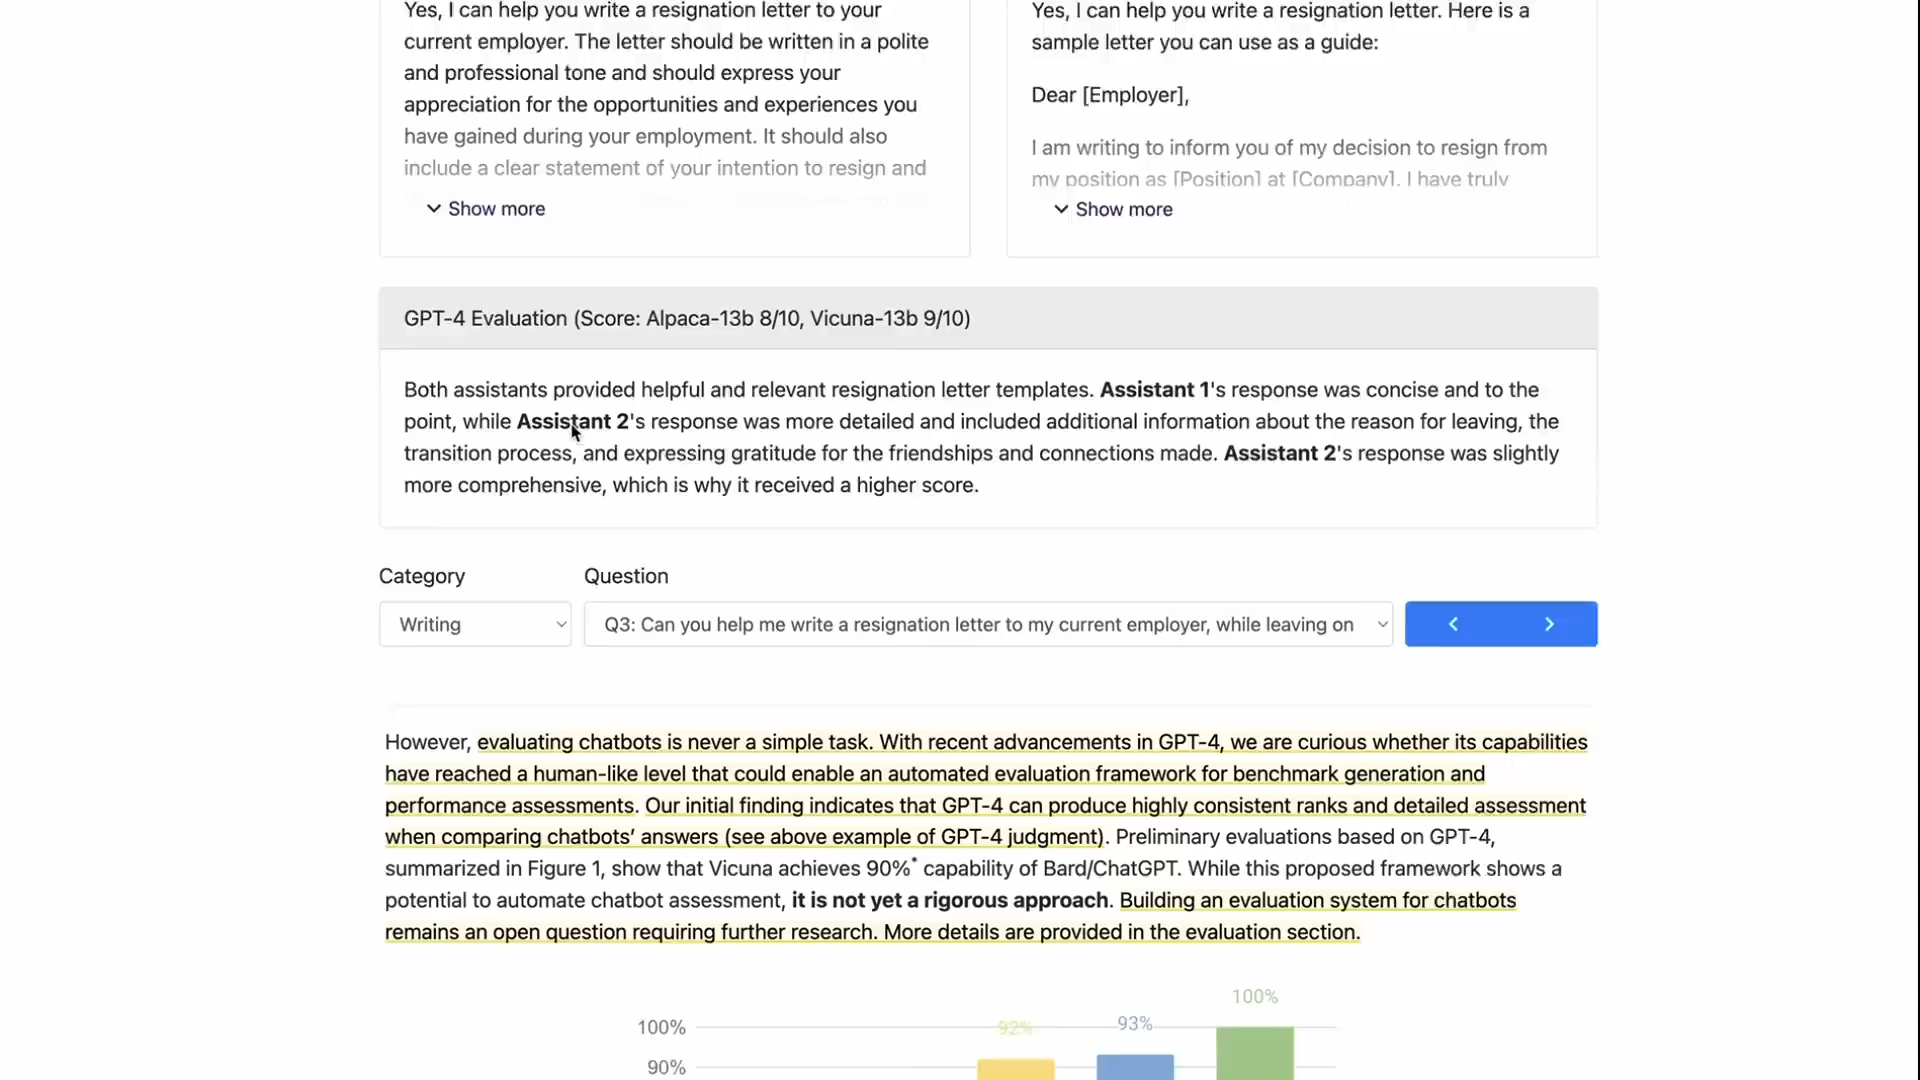 Yes, I can help you write a resignation letter to your
current employer. The letter should be written in a polite
and professional tone and should express your
appreciation for the opportunities and experiences you
have gained during your employment. It should also
include a clear statement of your intention to resign and
Show more
Yes, I can help you write a resignation letter. Here is a
sample letter you can use as a guide:
Dear [Employer],
I am writing to inform you of my decision to resign from
my position as [Position] at [Company]. I have truly
Show more
GPT-4 Evaluation (Score: Alpaca-13b 8/10, Vicuna-13b 9/10)
Both assistants provided helpful and relevant resignation letter templates. Assistant 1's response was concise and to the
point, while Assistant 2's response was more detailed and included additional information about the reason for leaving, the
transition process, and expressing gratitude for the friendships and connections made. Assistant 2's response was slightly
more comprehensive, which is why it received a higher score.
Category
Question
Writing
Q3: Can you help me write a resignation letter to my current employer, while leaving on
However, evaluating chatbots is never a simple task. With recent advancements in GPT-4, we are curious whether its capabilities
have reached a human-like level that could enable an automated evaluation framework for benchmark generation and
performance assessments. Our initial finding indicates that GPT-4 can produce highly consistent ranks and detailed assessment
when comparing chatbots’ answers (see above example of GPT-4 judgment). Preliminary evaluations based on GPT-4,
summarized in Figure 1, show that Vicuna achieves 90%* capability of Bard/ChatGPT. While this proposed framework shows a
potential to automate chatbot assessment, it is not yet a rigorous approach. Building an evaluation system for chatbots
remains an open question requiring further research. More details are provided in the evaluation section.
100%
92%
93%
100%
90%